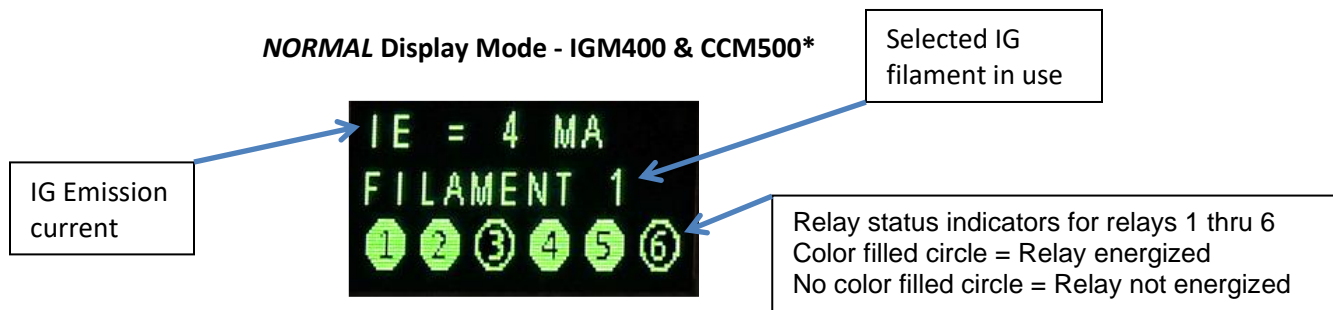 NORMAL Display Mode - IGM400 & CCM500*
Selected IG
filament in use
IE = 4 MA
FILAMENT 1
1 2 3 4 5 6
IG Emission
current
Relay status indicators for relays 1 thru 6
Color filled circle = Relay energized
No color filled circle = Relay not energized